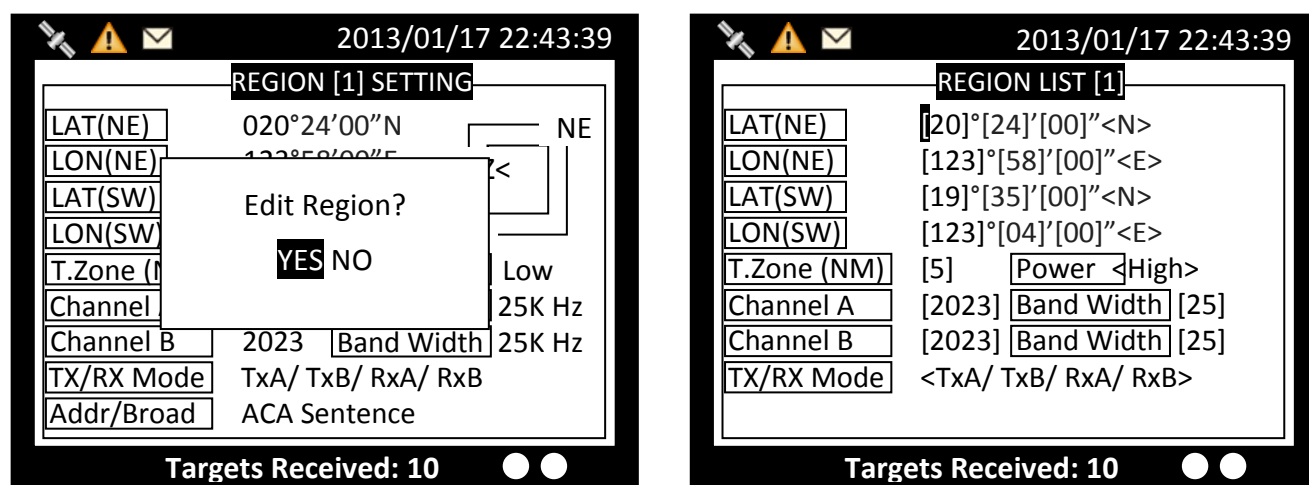 2013/01/17 22:43:39
REGION [1] SETTING
LAT(NE) 020°24’00”N NE
LON(NE)
LAT(SW)
LON(SW)
Edit Region?
YES NO
T.Zone Low
Channel 25K Hz
Channel B 2023 Band Width 25K Hz
TX/RX Mode TxA/ TxB/ RxA/ RxB
Addr/Broad ACA Sentence
Targets Received: 10
2013/01/17 22:43:39
REGION LIST [1]
LAT(NE) [20]°[24]’[00]”<N>
LON(NE) [123]°[58]’[00]”<E>
LAT(SW) [19]°[35]’[00]”<N>
LON(SW) [123]°[04]’[00]”<E>
T.Zone (NM) [5] Power <High>
Channel A [2023] Band Width [25]
Channel B [2023] Band Width [25]
TX/RX Mode <TxA/ TxB/ RxA/ RxB>
Targets Received: 10